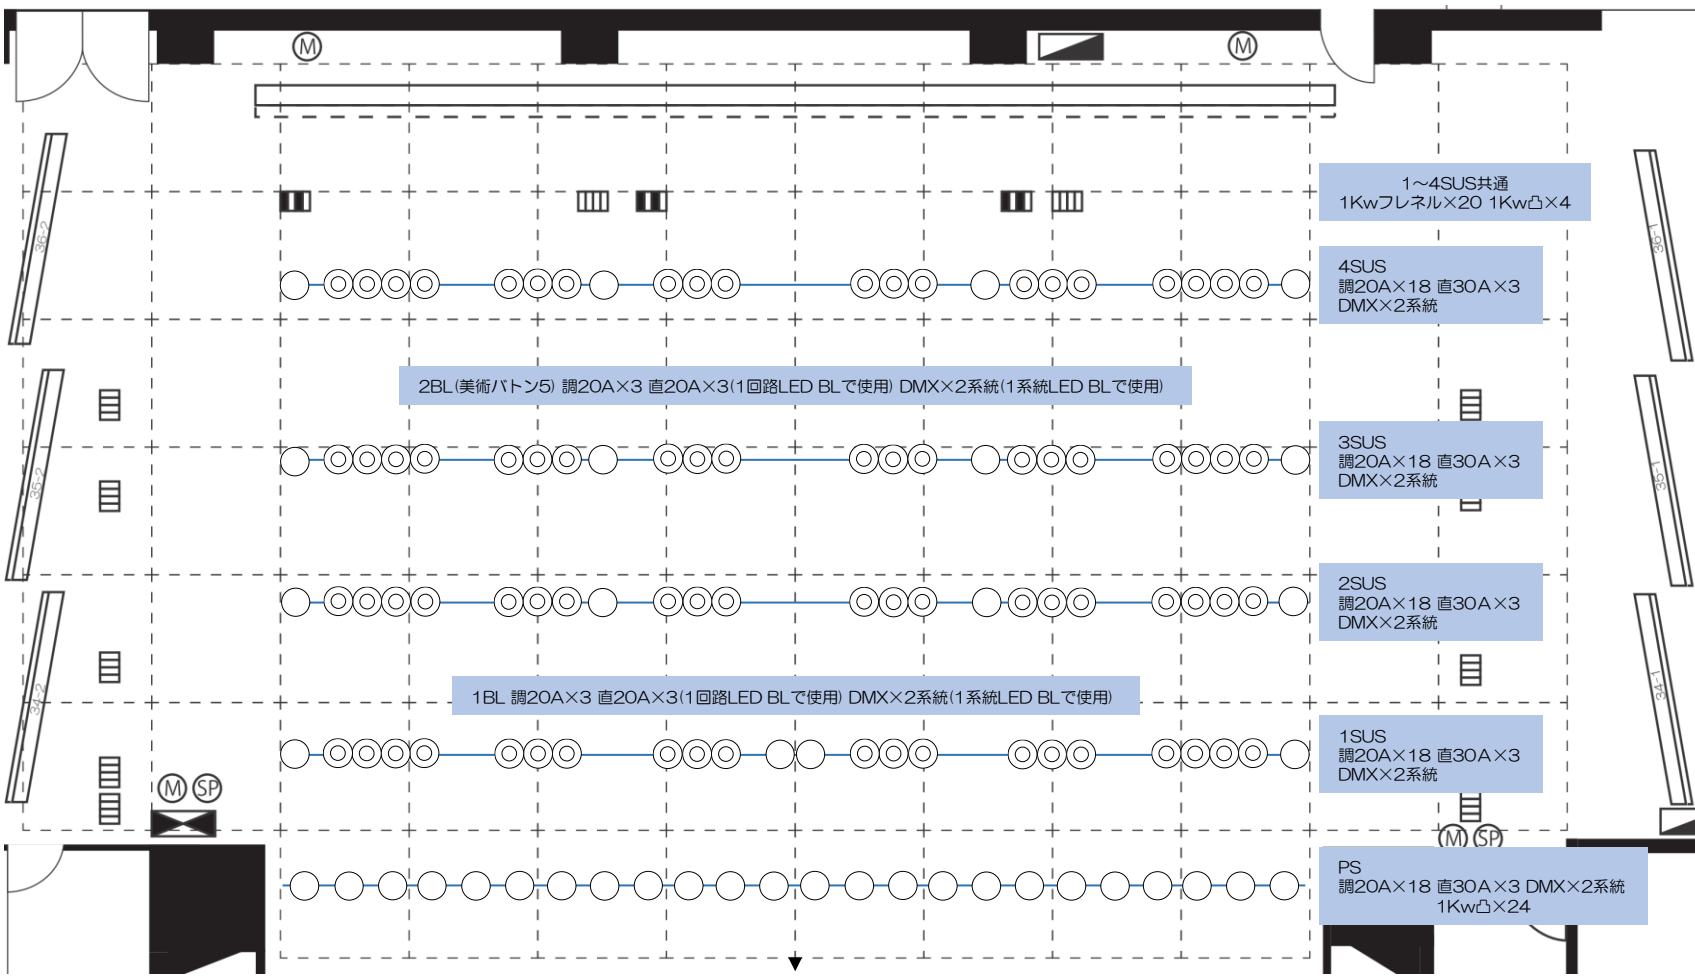 M
M
1～4SUS共通
1Kwフレネル×20 1Kw凸×4
36-2
36-1
4SUS
調20A×18 直30A×3
DMX×2系統
2BL(美術バトン5) 調20A×3 直20A×3(1回路LED BLで使用) DMX×2系統(1系統LED BLで使用)
3SUS
調20A×18 直30A×3
DMX×2系統
35-2
35-1
2SUS
調20A×18 直30A×3
DMX×2系統
34-2
34-1
1BL 調20A×3 直20A×3(1回路LED BLで使用) DMX×2系統(1系統LED BLで使用)
1SUS
調20A×18 直30A×3
DMX×2系統
M SP
M SP
PS
調20A×18 直30A×3 DMX×2系統
1Kw凸×24